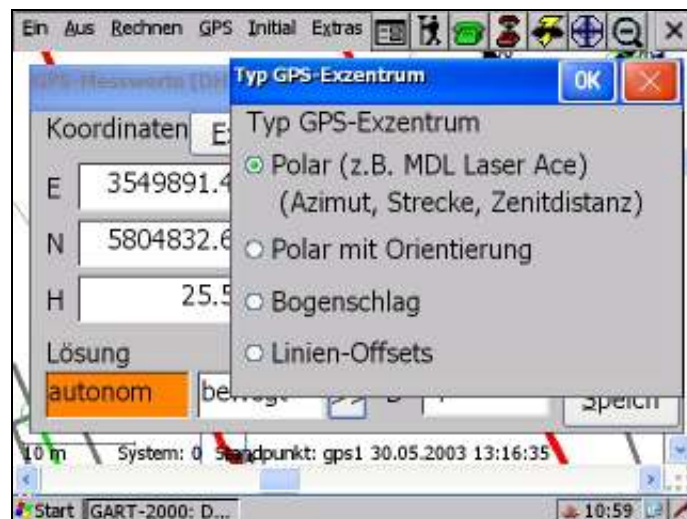 Ein Aus Rechnen GPS Initial Extras
Typ GPS-Exzentrum OK
Typ GPS-Exzentrum
Koordinaten
Polar (z.B. MDL Laser Ace)
(Azimut, Strecke, Zenitdistanz)
E 3549891.4
N 5804832.6
Polar mit Orientierung
H 25.5
Bogenschlag
Lösung
Linien-Offsets
autonom
>>
10 m System: 0 Standpunkt: gps1 30.05.2003 13:16:35
Start GART-2000: D... 10:59